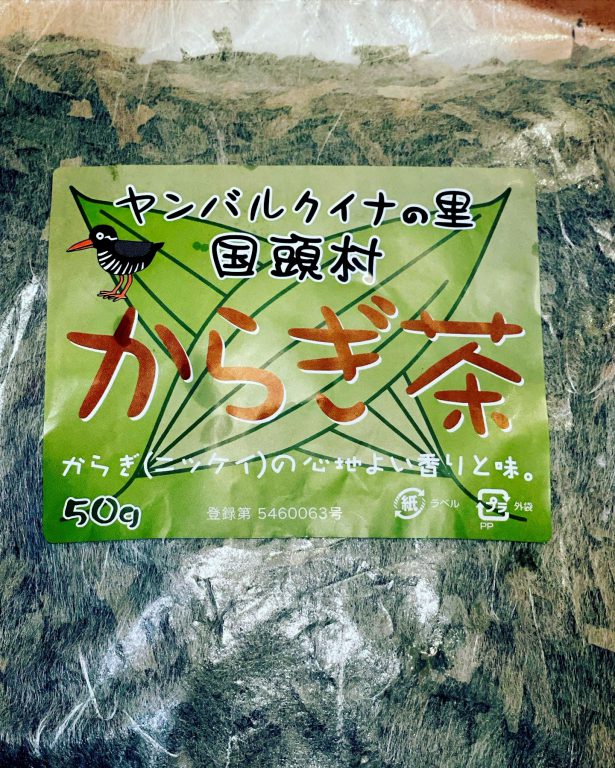 ヤンバルクイナの里
国頭村
からぎ茶
からぎ(ニッケイ)の心地よい香りと味。
50g
登録第 5460063号
紙 ラベル
プラ 外袋
PP